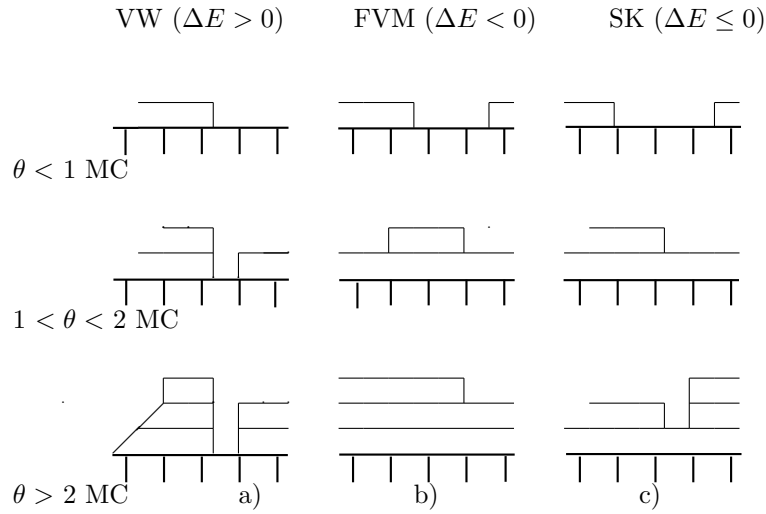 VW (ΔE > 0) FVM (ΔE < 0) SK (ΔE ≤ 0)
θ < 1 MC
1 < θ < 2 MC
θ > 2 MC a) b) c)